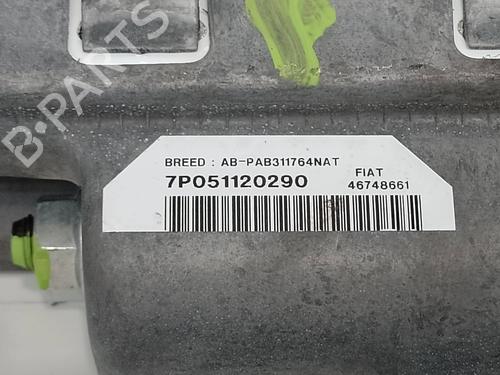 B-PARTS
BREED : AB-PAB311764NAT
7P051120290
FIAT
46748661